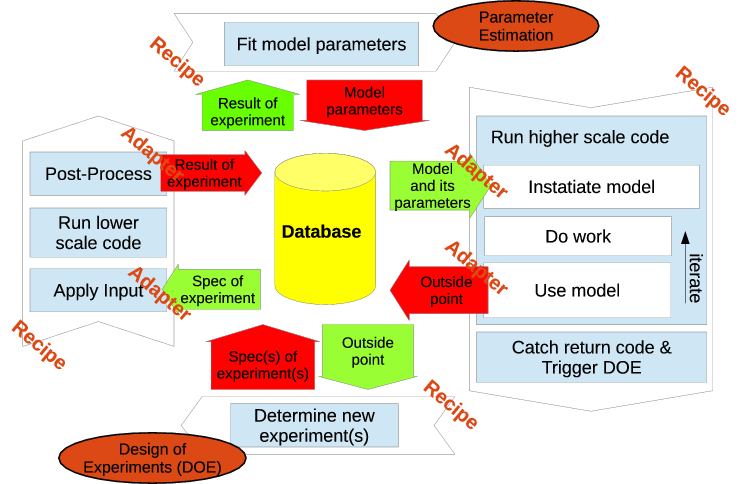 Parameter
Estimation
Fit model parameters
Recipe
Result of
experiment
Model
parameters
Recipe
Run higher scale code
Adapter
Post-Process
Result of
experiment
Model
and its
parameters
Adapter
Instatiate model
Run lower
scale code
Database
Do work
iterate
Adapter
Apply Input
Spec of
experiment
Adapter
Outside
point
Use model
Recipe
Spec(s) of
experiment(s)
Outside
point
Catch return code &
Trigger DOE
Recipe
Determine new
experiment(s)
Design of
Experiments (DOE)